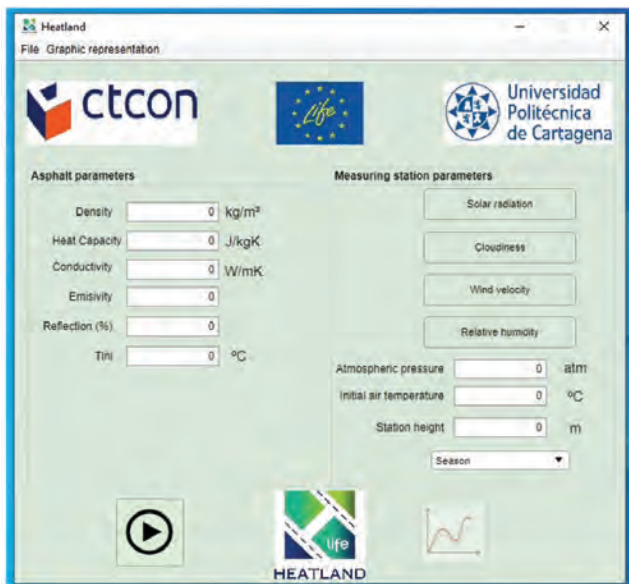 Heatland
File Graphic representation
ctcon
Life
Universidad
Politécnica
de Cartagena
Asphalt parameters
Density 0 kg/m³
Heat Capacity 0 J/kgK
Conductivity 0 W/mK
Emisivity 0
Reflection (%) 0
Tini 0 ºC
Measuring station parameters
Solar radiation
Cloudiness
Wind velocity
Relative humidity
Atmospheric pressure 0 atm
Initial air temperature 0 ºC
Station height 0 m
Season
life
HEATLAND